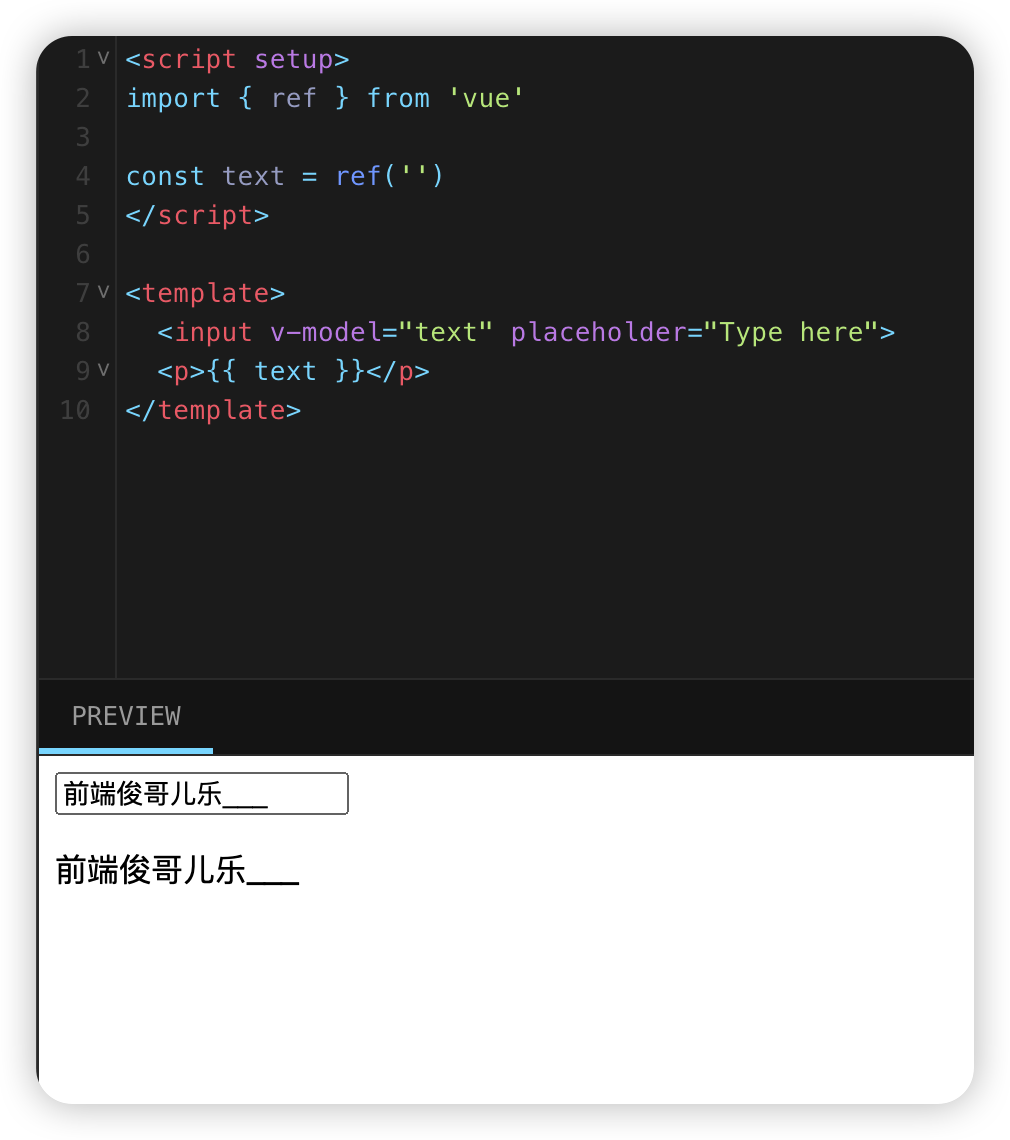 1 <script setup>
2 import { ref } from 'vue'
3
4 const text = ref('')
5 </script>
6
7 <template>
8   <input v-model="text" placeholder="Type here">
9   <p>{{ text }}</p>
10 </template>
PREVIEW
前端俊哥儿乐___
前端俊哥儿乐___